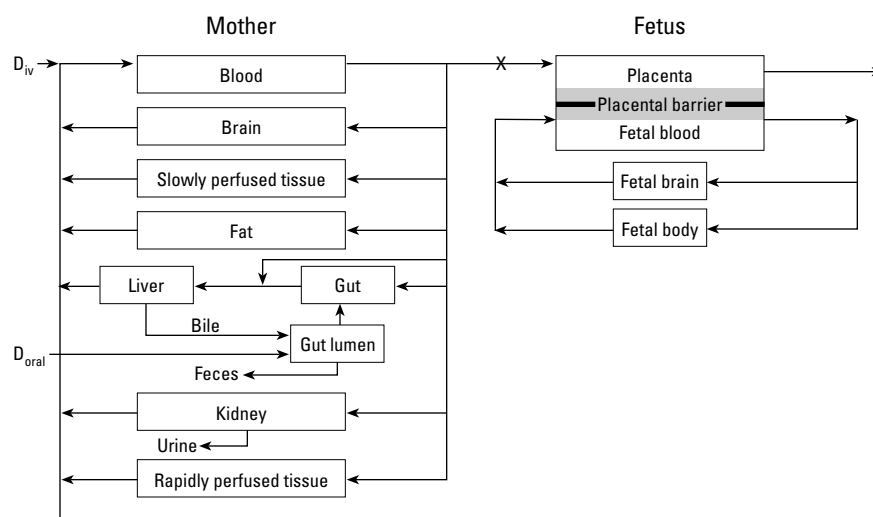 Mother
Fetus
D_iv
Blood
X
Placenta
Placental barrier
Fetal blood
Brain
Slowly perfused tissue
Fetal brain
Fat
Fetal body
Liver
Gut
Bile
Gut lumen
D_oral
Feces
Kidney
Urine
Rapidly perfused tissue